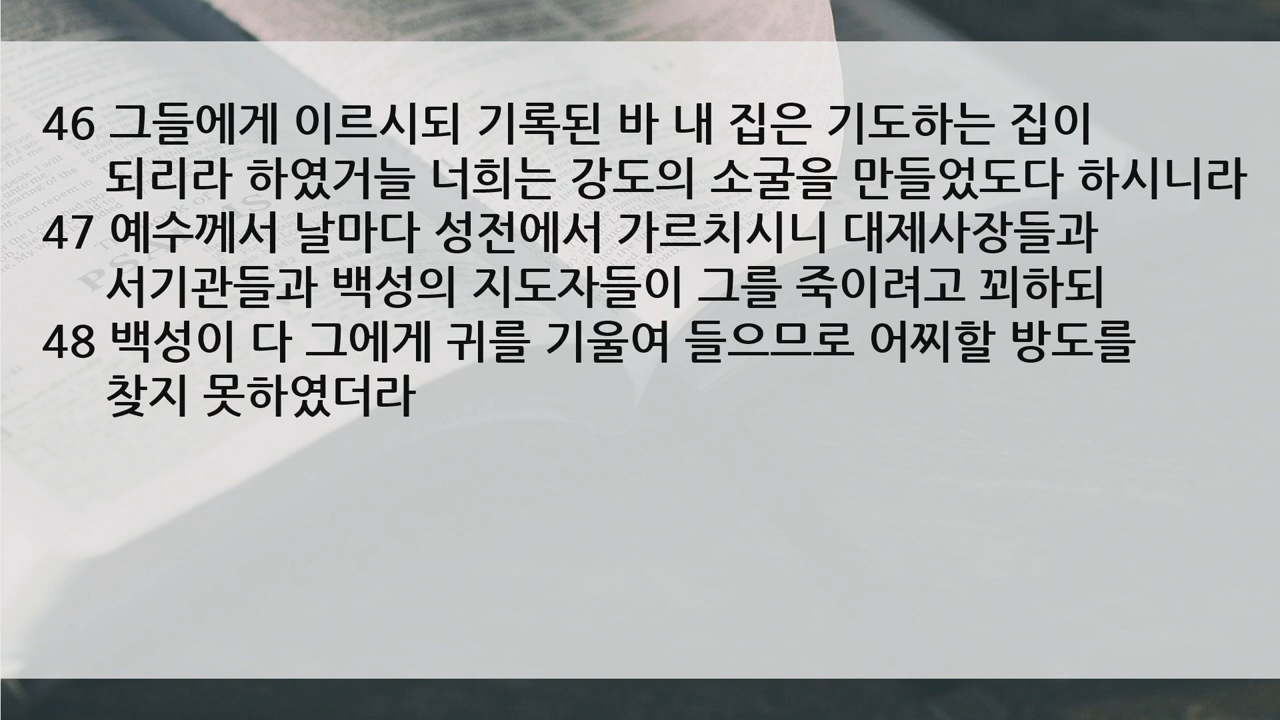 46 그들에게 이르시되 기록된 바 내 집은 기도하는 집이
되리라 하였거늘 너희는 강도의 소굴을 만들었도다 하시니라
47 예수께서 날마다 성전에서 가르치시니 대제사장들과
서기관들과 백성의 지도자들이 그를 죽이려고 꾀하되
48 백성이 다 그에게 귀를 기울여 듣으므로 어찌할 방도를
찾지 못하였더라
PSALMS